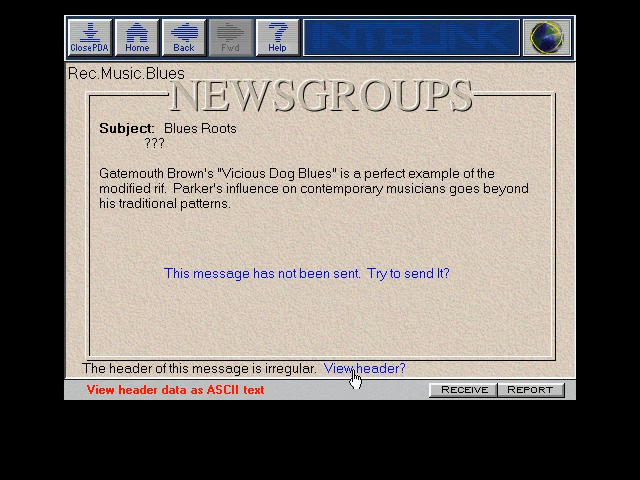 ClosePDA Home Back Fwd Help INTELINK
Rec.Music.Blues
NEWSGROUPS
Subject: Blues Roots
???
Gatemouth Brown's "Vicious Dog Blues" is a perfect example of the
modified rif. Parker's influence on contemporary musicians goes beyond
his traditional patterns.
This message has not been sent. Try to send It?
The header of this message is irregular. View header?
View header data as ASCII text RECEIVE REPORT